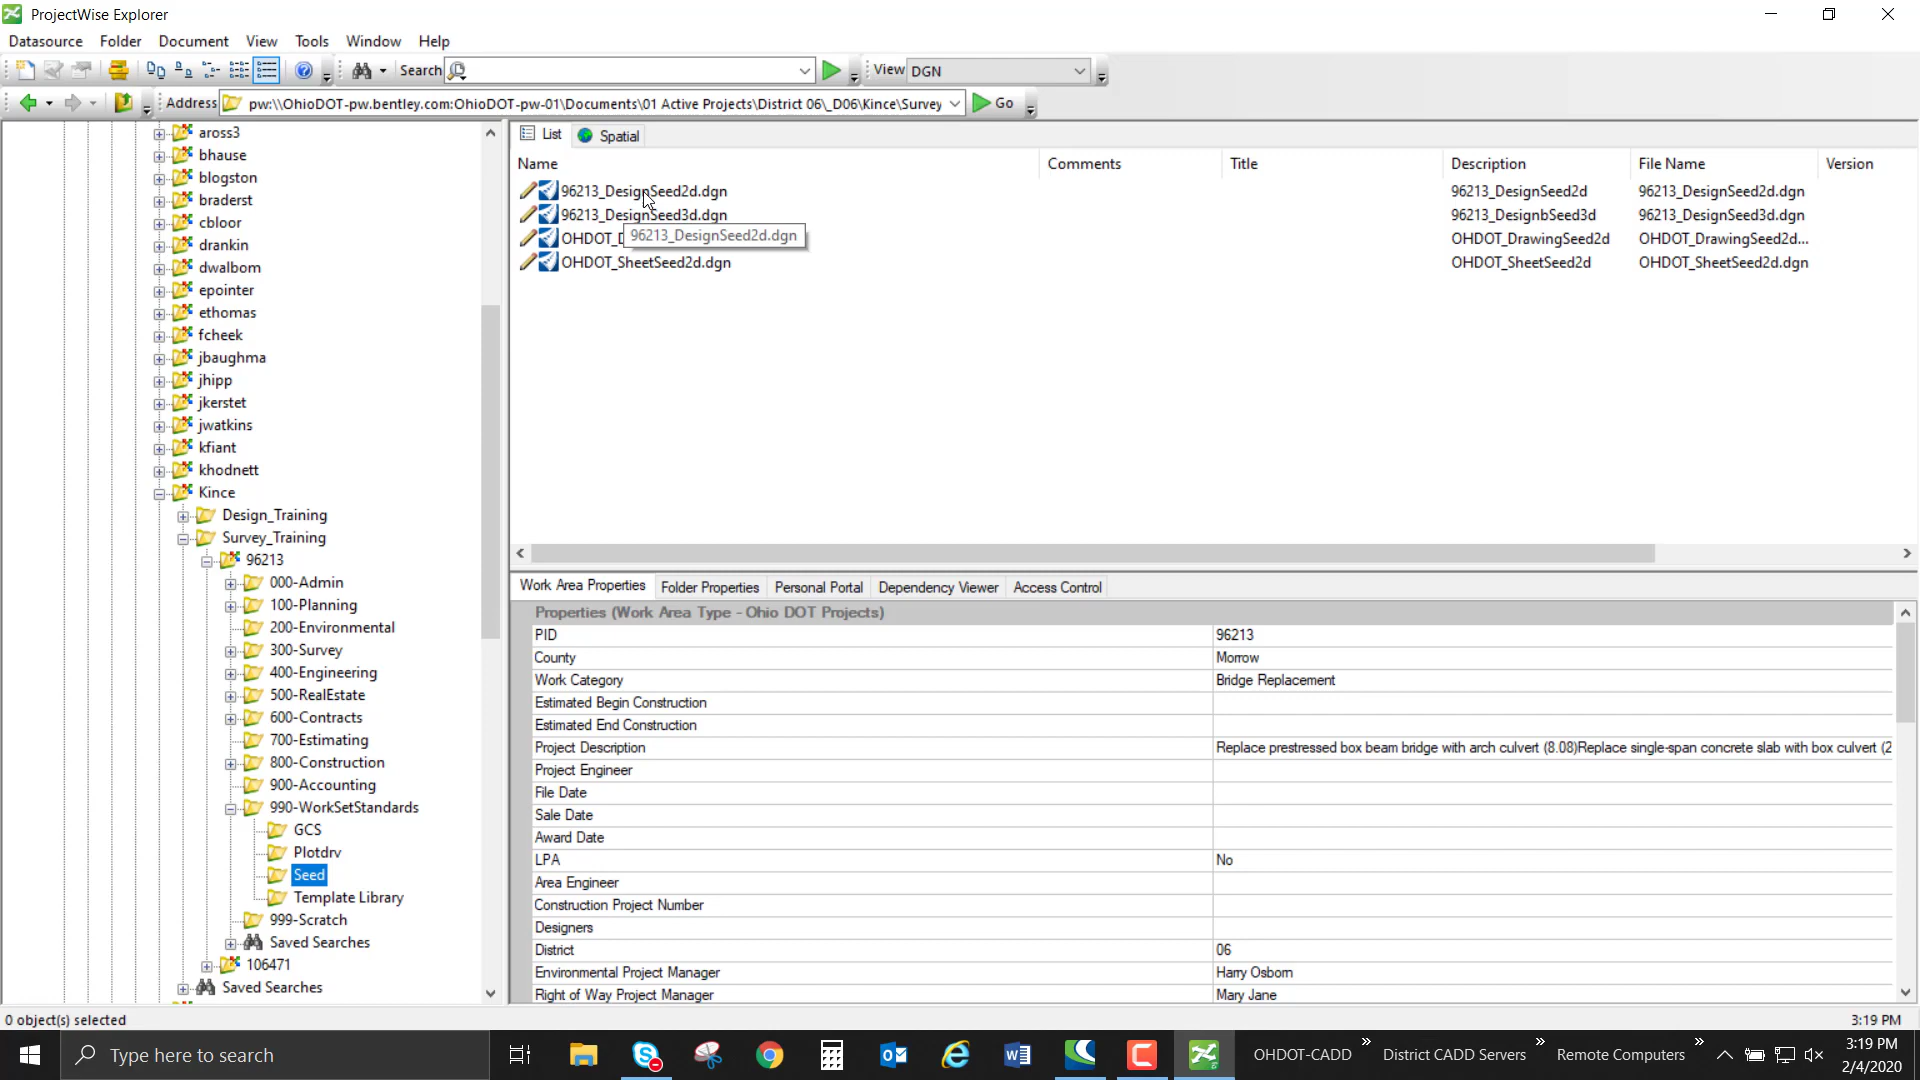 ProjectWise Explorer
Datasource Folder Document View Tools Window Help
Search View DGN
Address pw:\\OhioDOT-pw.bentley.com:OhioDOT-pw-01\Documents\01 Active Projects\District 06\_D06\Kince\Survey Go
aross3
bhause
blogston
braderst
cbloor
drankin
dwalbom
epointer
ethomas
fcheek
jbaughma
jhipp
jkerstet
jwatkins
kfiant
khodnett
Kince
Design_Training
Survey_Training
96213
000-Admin
100-Planning
200-Environmental
300-Survey
400-Engineering
500-RealEstate
600-Contracts
700-Estimating
800-Construction
900-Accounting
990-WorkSetStandards
GCS
Plotdrv
Seed
Template Library
999-Scratch
Saved Searches
106471
Saved Searches
List Spatial
Name Comments Title Description File Name Version
96213_DesignSeed2d.dgn 96213_DesignSeed2d 96213_DesignSeed2d.dgn
96213_DesignSeed3d.dgn 96213_DesignbSeed3d 96213_DesignSeed3d.dgn
OHDOT_D 96213_DesignSeed2d.dgn OHDOT_DrawingSeed2d OHDOT_DrawingSeed2d...
OHDOT_SheetSeed2d.dgn OHDOT_SheetSeed2d OHDOT_SheetSeed2d.dgn
Work Area Properties Folder Properties Personal Portal Dependency Viewer Access Control
Properties (Work Area Type - Ohio DOT Projects)
PID 96213
County Morrow
Work Category Bridge Replacement
Estimated Begin Construction
Estimated End Construction
Project Description Replace prestressed box beam bridge with arch culvert (8.08)Replace single-span concrete slab with box culvert (2
Project Engineer
File Date
Sale Date
Award Date
LPA No
Area Engineer
Construction Project Number
Designers
District 06
Environmental Project Manager Harry Osborn
Right of Way Project Manager Mary Jane
0 object(s) selected 3:19 PM
Type here to search OHDOT-CADD » District CADD Servers » Remote Computers » 3:19 PM
2/4/2020